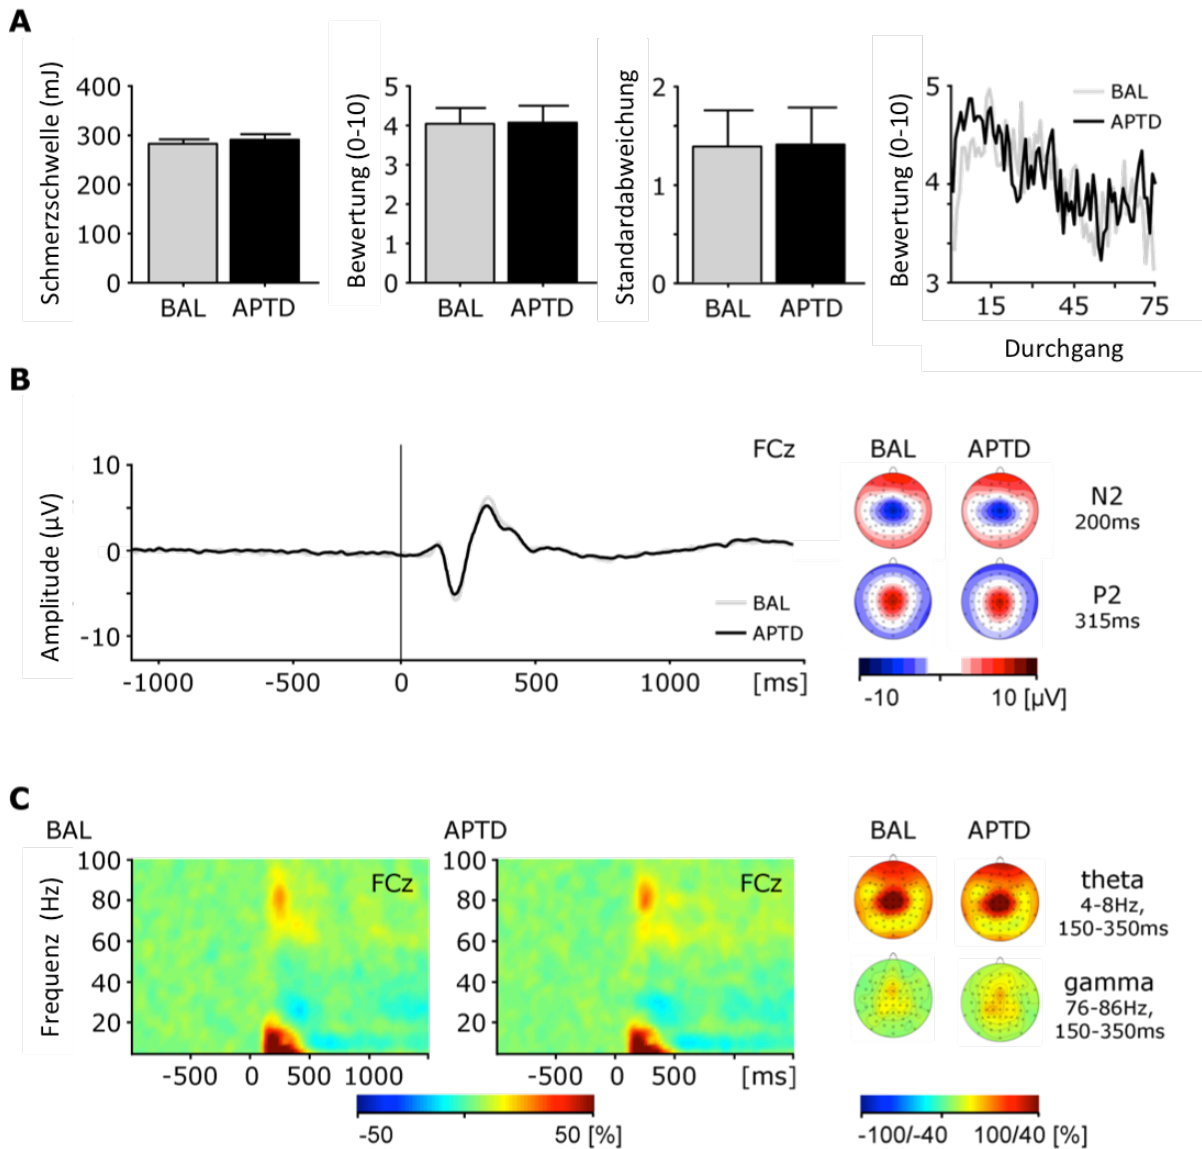 A
Schmerzschwelle (mJ)
400
300
200
100
0
BAL APTD
Bewertung (0-10)
5
4
3
2
1
0
BAL APTD
Standardabweichung
2
1
0
BAL APTD
Bewertung (0-10)
5
4
3
BAL
APTD
15 45 75
Durchgang
B
Amplitude (µV)
10
0
-10
FCz
BAL
APTD
-1000 -500 0 500 1000 [ms]
BAL APTD
N2
200ms
P2
315ms
-10 10 [µV]
C
BAL
Frequenz (Hz)
100
80
60
40
20
FCz
-500 0 500 1000
APTD
100
80
60
40
20
FCz
-500 0 500 [ms]
-50 50 [%]
BAL APTD
theta
4-8Hz,
150-350ms
gamma
76-86Hz,
150-350ms
-100/-40 100/40 [%]